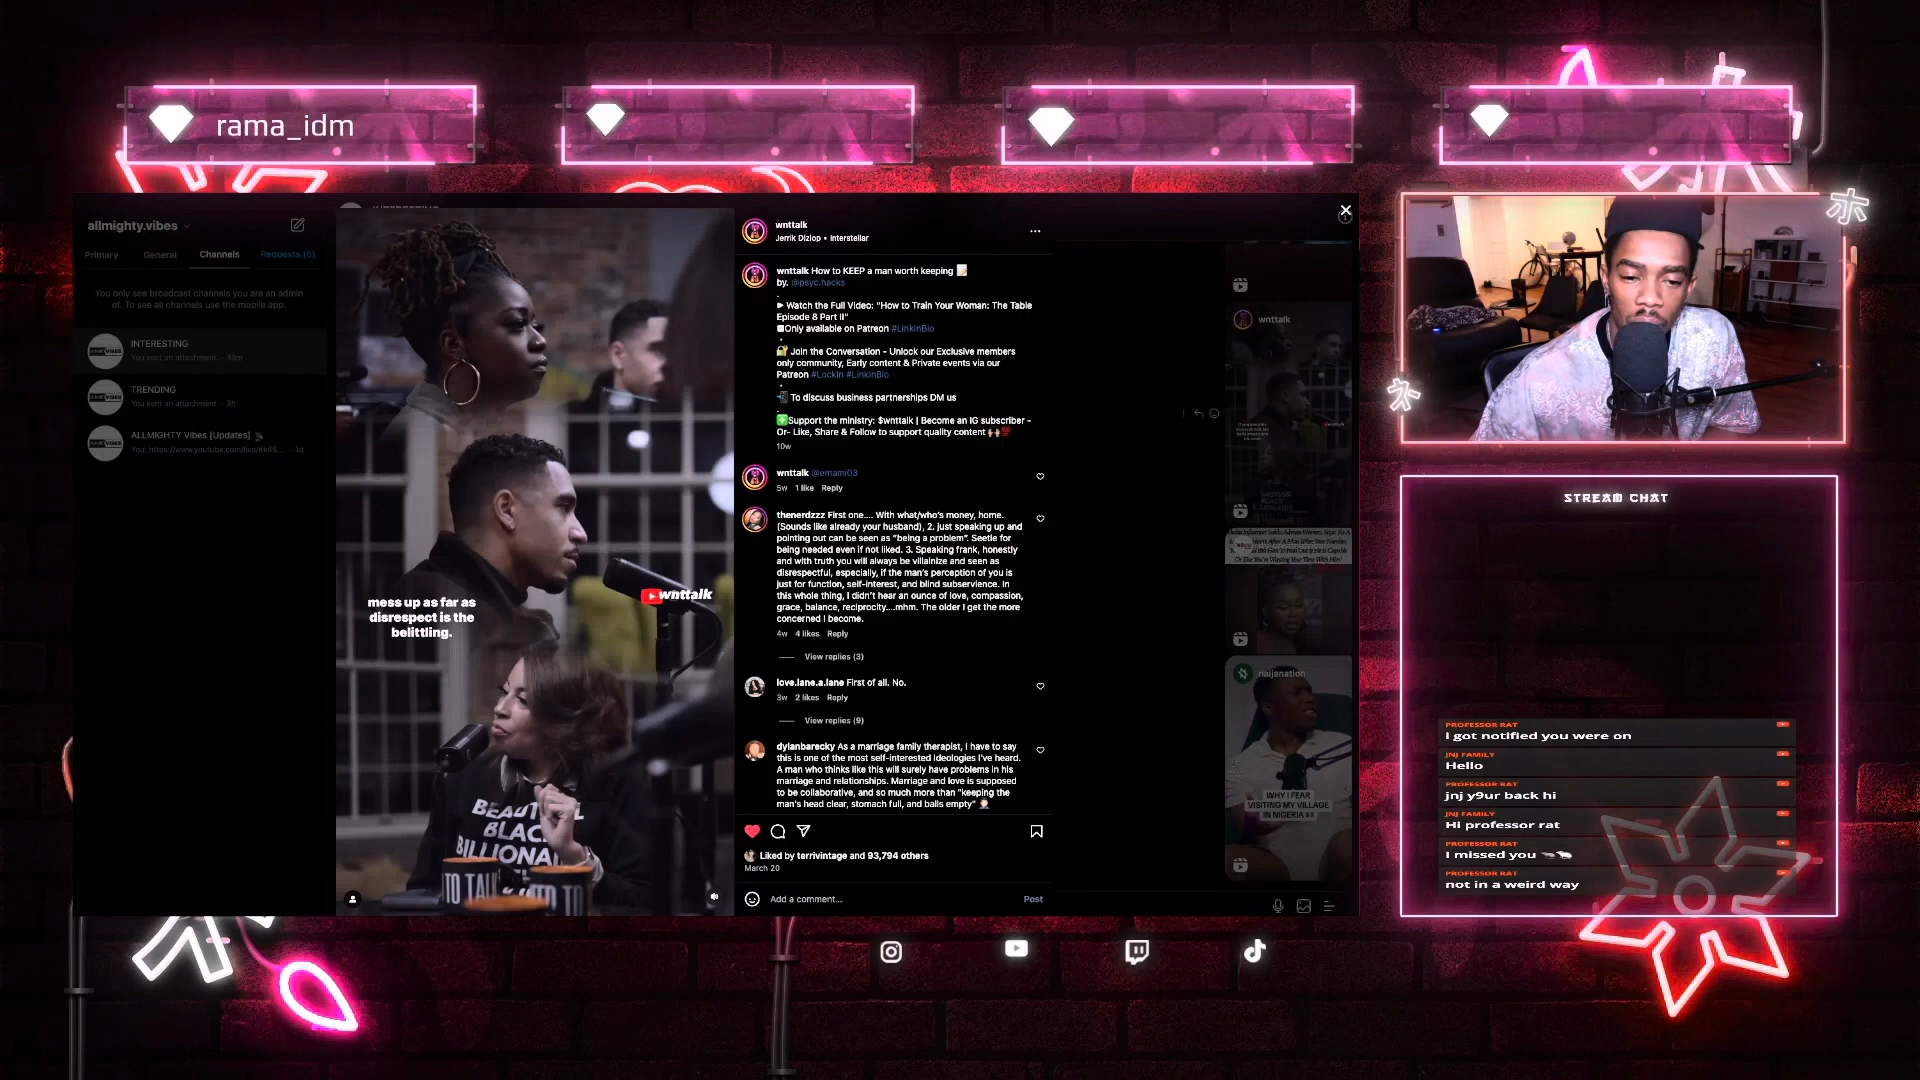 rama_idm
allmighty.vibes
Primary General Channels Requests (5)
You only see broadcast channels you are an admin
of. To see all channels use the mobile app.
INTERESTING
You sent an attachment. · 30m
TRENDING
You sent an attachment. · 3h
ALLMIGHTY Vibes [Updates]
· 1d
mess up as far as
disrespect is the
belittling.
wnttalk
BEAUTIFUL
BLACK
BILLIONAI
wnttalk
Jerrik Dizlop • Interstellar
wnttalk How to KEEP a man worth keeping 📝
by. @psyc.hacks
.
▶ Watch the Full Video: "How to Train Your Woman: The Table
Episode 8 Part II"
Only available on Patreon #LinkInBio
•
🔐 Join the Conversation - Unlock our Exclusive members
only community, Early content & Private events via our
Patreon #LockIn #LinkInBio
•
📲 To discuss business partnerships DM us
.
Support the ministry: $wnttalk | Become an IG subscriber -
Or- Like, Share & Follow to support quality content 🙌🏾💯
10w
wnttalk @emami03
5w 1 like Reply
thenerdzzz First one.... With what/who's money, home.
(Sounds like already your husband), 2. just speaking up and
pointing out can be seen as "being a problem". Seetle for
being needed even if not liked. 3. Speaking frank, honestly
and with truth you will always be villainize and seen as
disrespectful, especially, if the man's perception of you is
just for function, self-interest, and blind subservience. In
this whole thing, I didn't hear an ounce of love, compassion,
grace, balance, reciprocity....mhm. The older I get the more
concerned I become.
4w 4 likes Reply
View replies (3)
love.lane.a.lane First of all. No.
3w 2 likes Reply
View replies (9)
dylanbarecky As a marriage family therapist, I have to say
this is one of the most self-interested ideologies I've heard.
A man who thinks like this will surely have problems in his
marriage and relationships. Marriage and love is supposed
to be collaborative, and so much more than "keeping the
man's head clear, stomach full, and balls empty"
Liked by terrivintage and 93,794 others
March 20
Add a comment... Post
wnttalk
naijanation
WHY I FEAR
VISITING MY VILLAGE
IN NIGERIA
STREAM CHAT
PROFESSOR RAT
i got notified you were on
JNJ FAMILY
Hello
PROFESSOR RAT
jnj y9ur back hi
JNJ FAMILY
Hi professor rat
PROFESSOR RAT
I missed you 🐀🐁
PROFESSOR RAT
not in a weird way